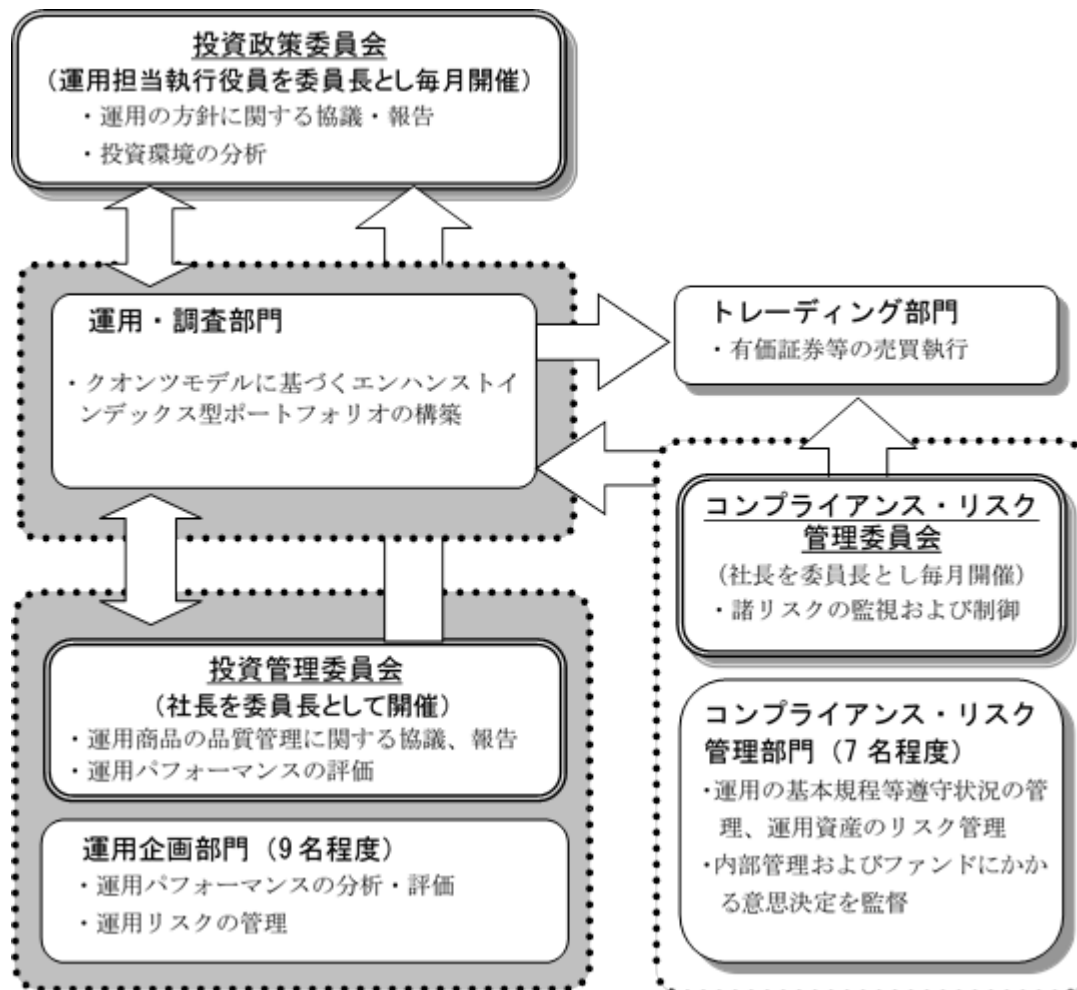 投資政策委員会
（運用担当執行役員を委員長とし毎月開催）
・運用の方針に関する協議・報告
・投資環境の分析
運用・調査部門
・クオンツモデルに基づくエンハンストイ
ンデックス型ポートフォリオの構築
トレーディング部門
・有価証券等の売買執行
コンプライアンス・リスク
管理委員会
（社長を委員長とし毎月開催）
・諸リスクの監視および制御
投資管理委員会
（社長を委員長として開催）
・運用商品の品質管理に関する協議、報告
・運用パフォーマンスの評価
運用企画部門（9名程度）
・運用パフォーマンスの分析・評価
・運用リスクの管理
コンプライアンス・リスク
管理部門（7名程度）
・運用の基本規程等遵守状況の管
理、運用資産のリスク管理
・内部管理およびファンドにかか
る意思決定を監督